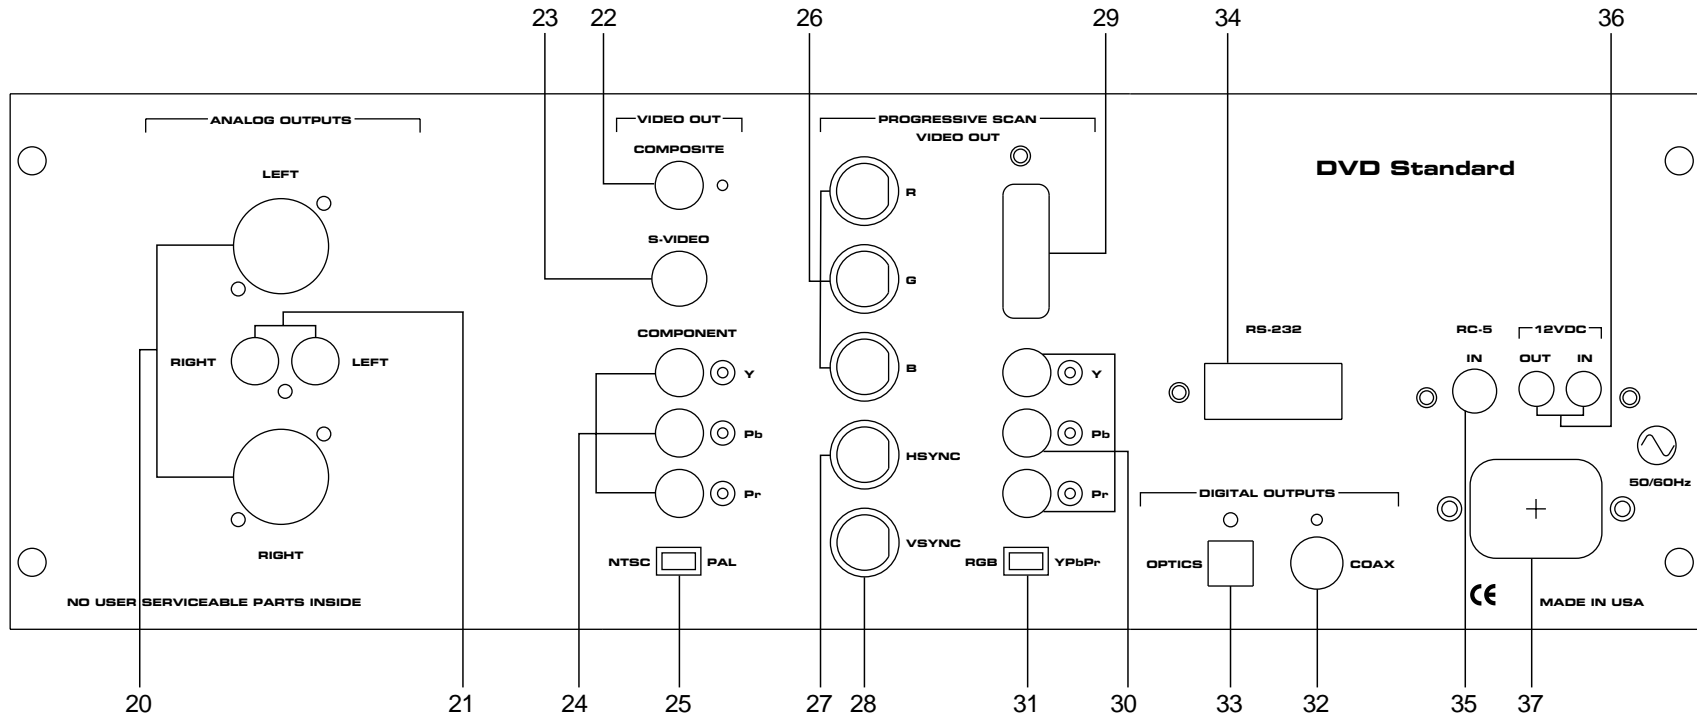 23 22 26 29 34 36
ANALOG OUTPUTS
LEFT
RIGHT LEFT
RIGHT
NO USER SERVICEABLE PARTS INSIDE
VIDEO OUT
COMPOSITE
S-VIDEO
COMPONENT
Y
Pb
Pr
NTSC PAL
PROGRESSIVE SCAN
VIDEO OUT
R
G
B
HSYNC
VSYNC
Y
Pb
Pr
RGB YPbPr
DVD Standard
RS-232
RC-5
IN
12VDC
OUT IN
50/60Hz
DIGITAL OUTPUTS
OPTICS COAX
CE
MADE IN USA
20 21 24 25 27 28 31 30 33 32 35 37